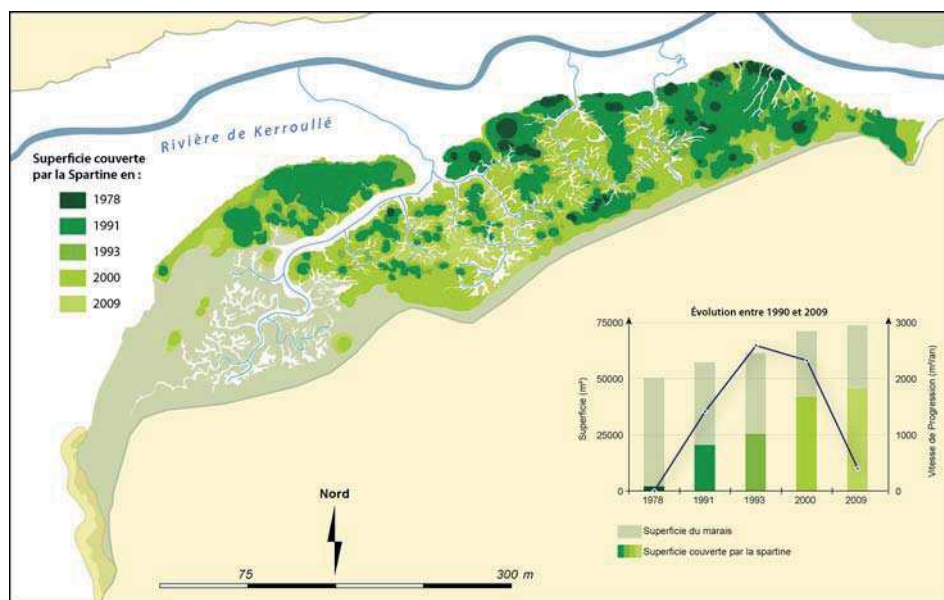 Rivière de Kerroullé
Superficie couverte
par la Spartine en :
1978
1991
1993
2000
2009
Nord
75
300 m
Évolution entre 1990 et 2009
75000
50000
25000
0
Superficie (m²)
3000
2000
1000
0
Vitesse de Progression (m²/an)
1978
1991
1993
2000
2009
Superficie du marais
Superficie couverte par la spartine